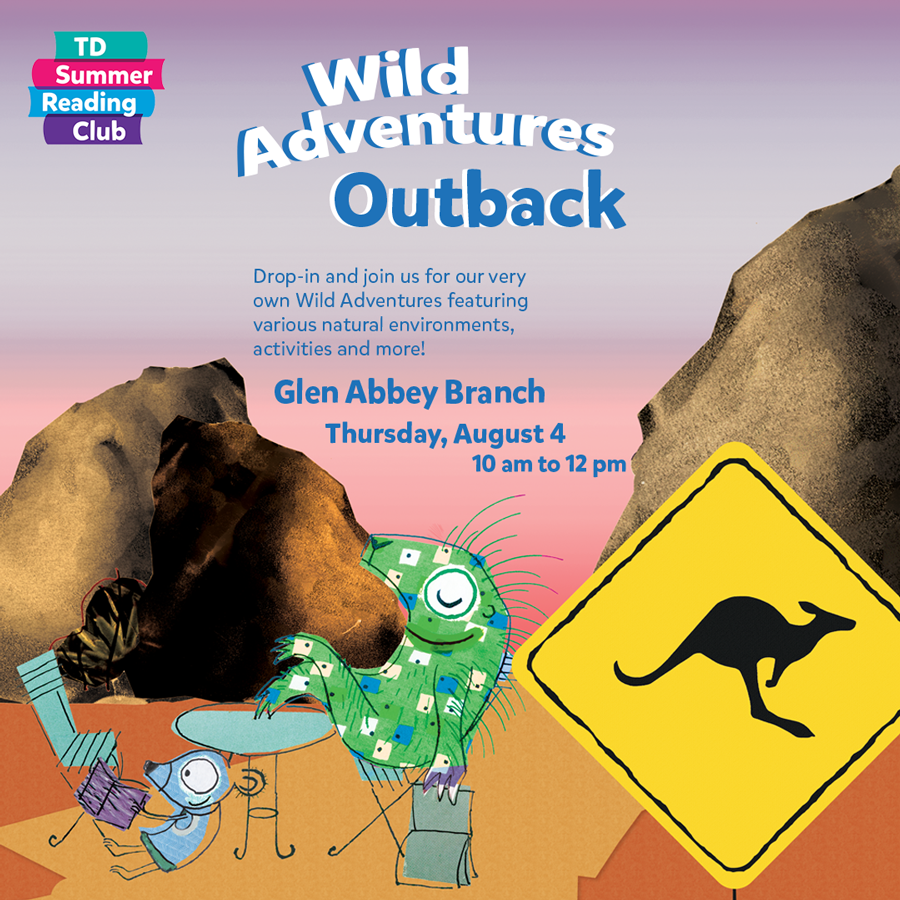 TD
Summer
Reading
Club
Wild
Adventures
Outback
Drop-in and join us for our very
own Wild Adventures featuring
various natural environments,
activities and more!
Glen Abbey Branch
Thursday, August 4
10 am to 12 pm